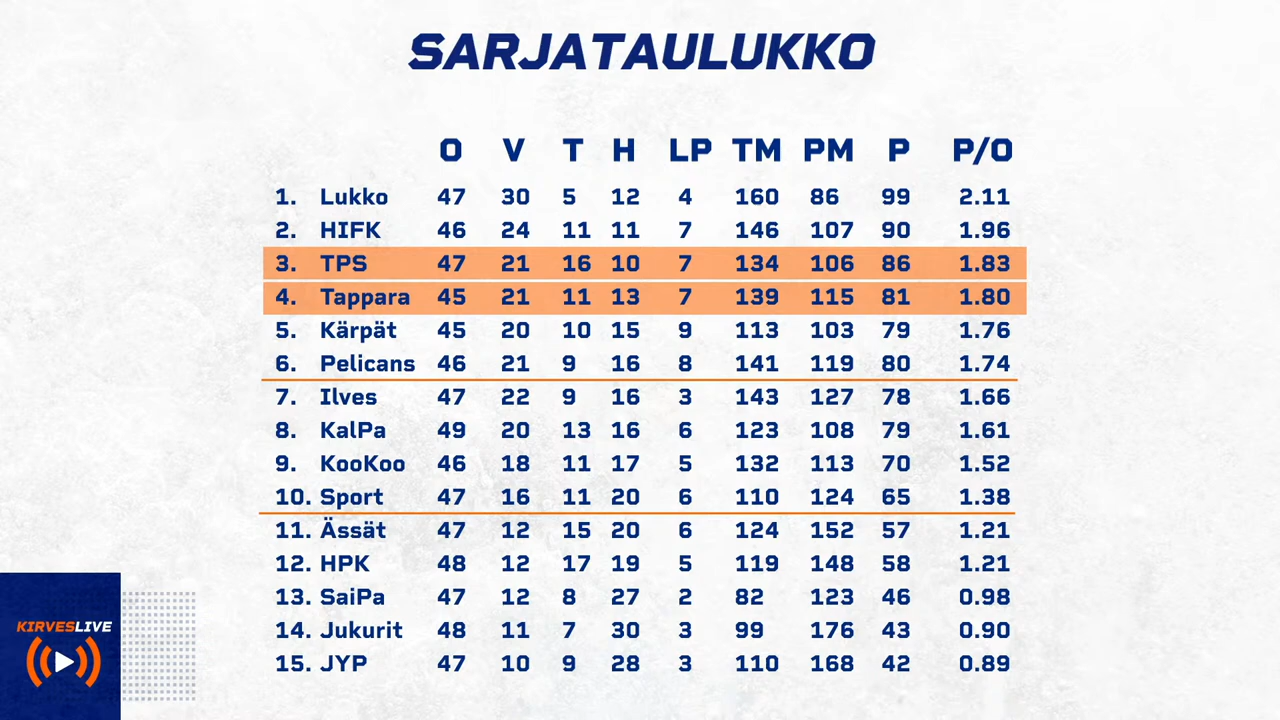 SARJATAULUKKO
O V T H LP TM PM P P/O
1. Lukko 47 30 5 12 4 160 86 99 2.11
2. HIFK 46 24 11 11 7 146 107 90 1.96
3. TPS 47 21 16 10 7 134 106 86 1.83
4. Tappara 45 21 11 13 7 139 115 81 1.80
5. Kärpät 45 20 10 15 9 113 103 79 1.76
6. Pelicans 46 21 9 16 8 141 119 80 1.74
7. Ilves 47 22 9 16 3 143 127 78 1.66
8. KalPa 49 20 13 16 6 123 108 79 1.61
9. KooKoo 46 18 11 17 5 132 113 70 1.52
10. Sport 47 16 11 20 6 110 124 65 1.38
11. Ässät 47 12 15 20 6 124 152 57 1.21
12. HPK 48 12 17 19 5 119 148 58 1.21
13. SaiPa 47 12 8 27 2 82 123 46 0.98
14. Jukurit 48 11 7 30 3 99 176 43 0.90
15. JYP 47 10 9 28 3 110 168 42 0.89
KIRVESLIVE